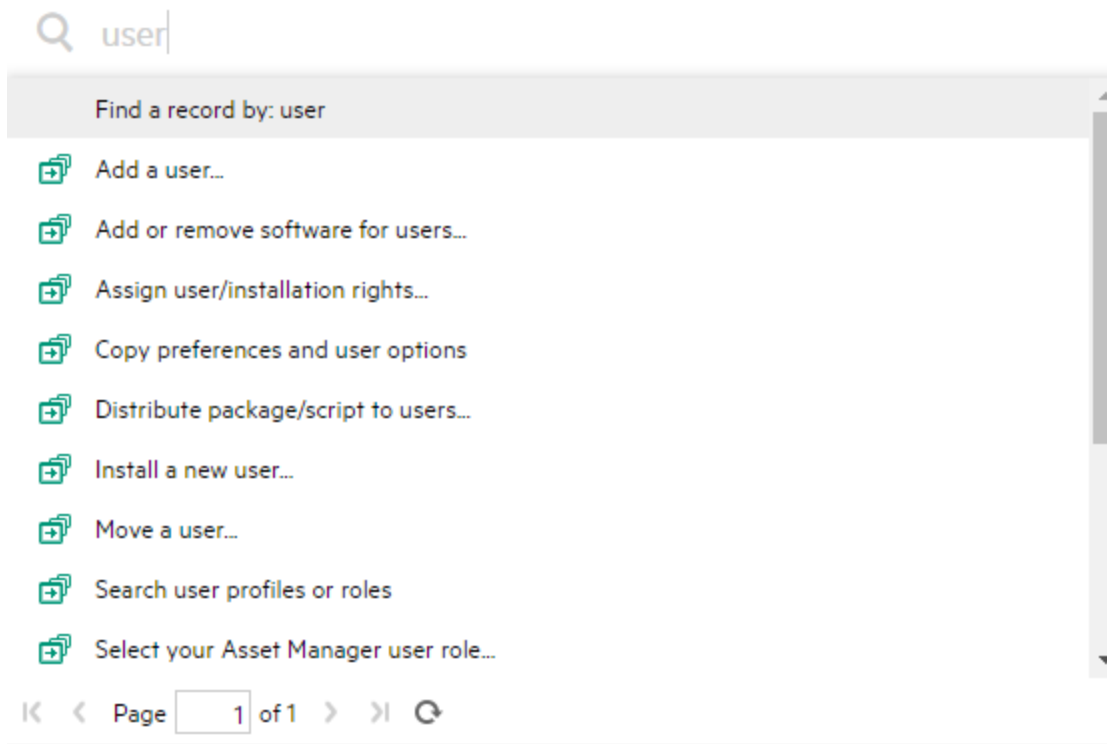 user
Find a record by: user
Add a user...
Add or remove software for users...
Assign user/installation rights...
Copy preferences and user options
Distribute package/script to users...
Install a new user...
Move a user...
Search user profiles or roles
Select your Asset Manager user role...
Page 1 of 1